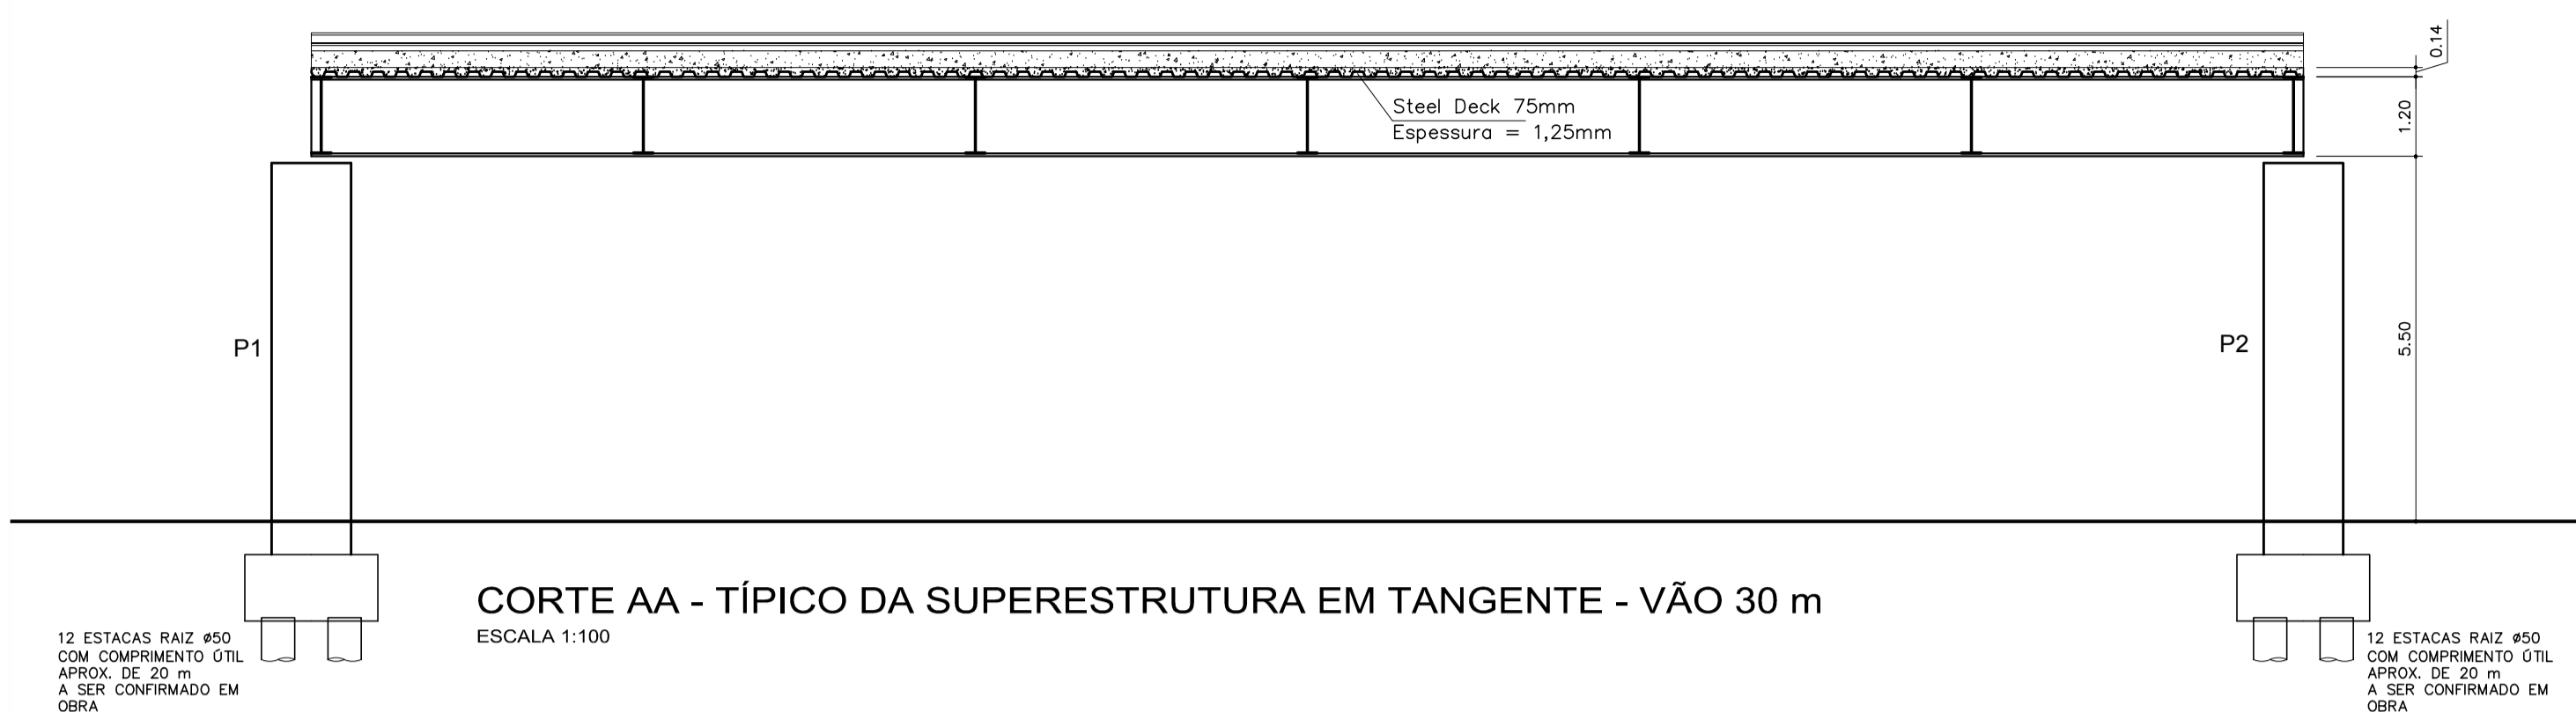 0.14
Steel Deck 75mm
Espessura = 1,25mm
1.20
P1
P2
5.50
CORTE AA - TÍPICO DA SUPERESTRUTURA EM TANGENTE - VÃO 30 m
ESCALA 1:100
12 ESTACAS RAIZ ø50
COM COMPRIMENTO ÚTIL
APROX. DE 20 m
A SER CONFIRMADO EM
OBRA
12 ESTACAS RAIZ ø50
COM COMPRIMENTO ÚTIL
APROX. DE 20 m
A SER CONFIRMADO EM
OBRA